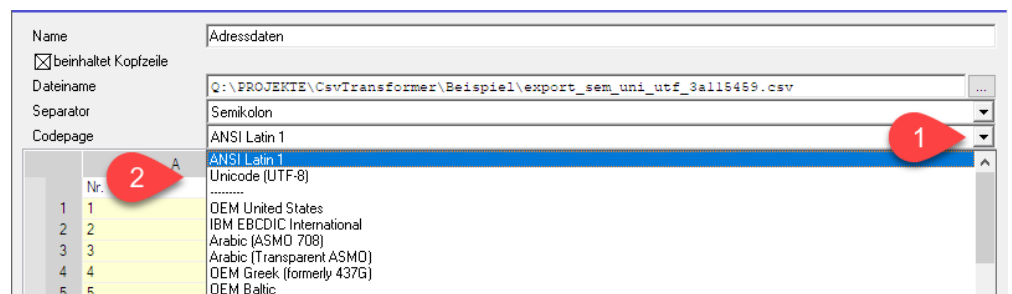 Name Adressdaten
beinhaltet Kopfzeile
Dateiname Q:\PROJEKTE\CsvTransformer\Beispiel\export_sem_uni_utf_3a115459.csv ...
Separator Semikolon
Codepage ANSI Latin 1 1
A ANSI Latin 1
2 Unicode (UTF-8)
Nr. ---------
1 1 OEM United States
2 2 IBM EBCDIC International
Arabic (ASMO 708)
3 3 Arabic (Transparent ASMO)
4 4 OEM Greek (formerly 437G)
5 5 OEM Baltic